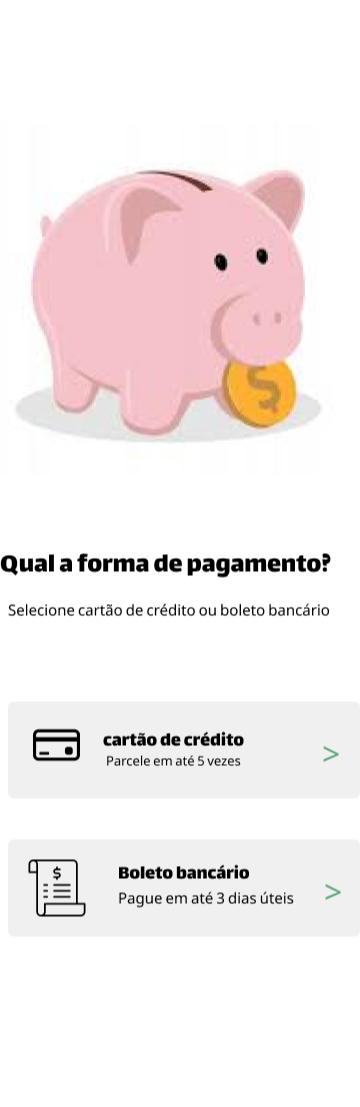 Qual a forma de pagamento?
Selecione cartão de crédito ou boleto bancário
cartão de crédito
Parcele em até 5 vezes
>
$
Boleto bancário
Pague em até 3 dias úteis
>